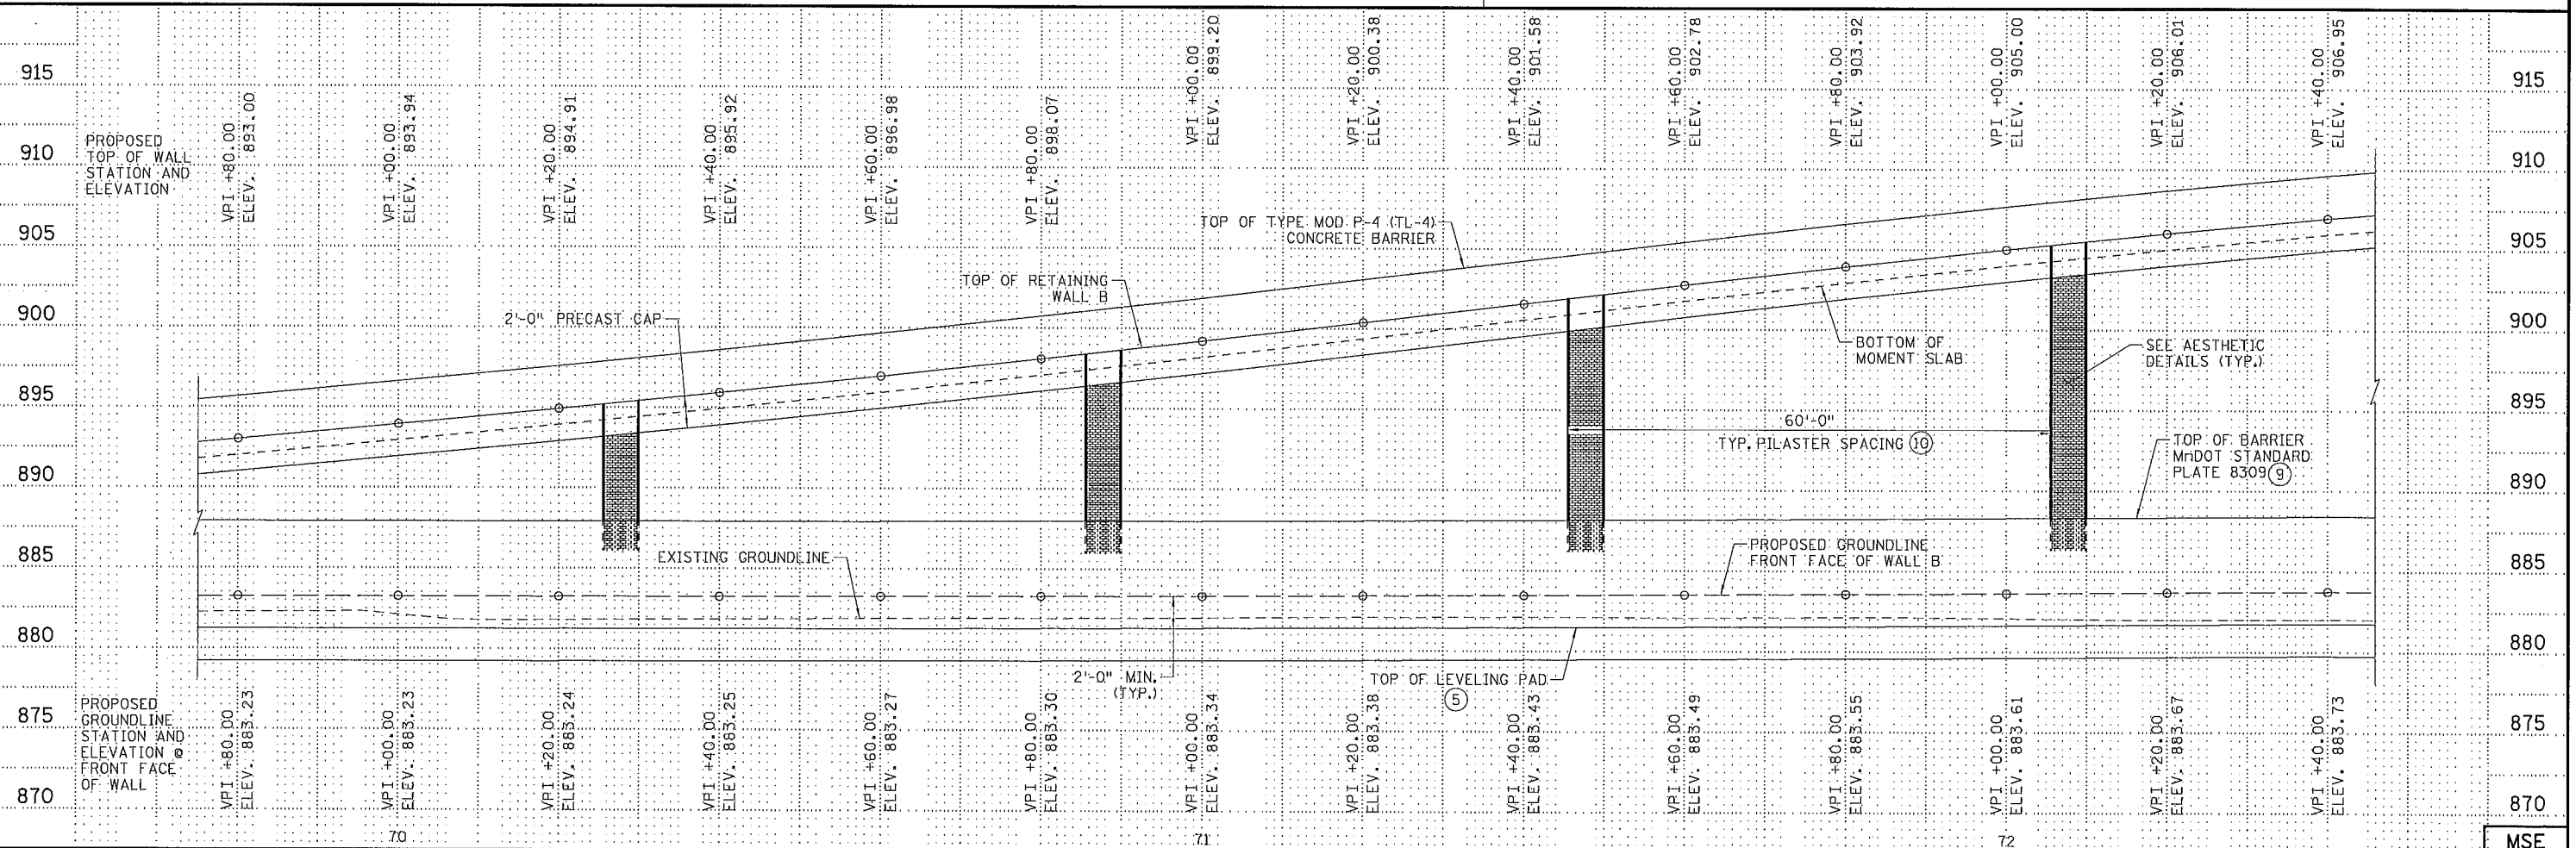 915
910
905
900
895
890
885
880
875
870
PROPOSED
TOP OF WALL
STATION AND
ELEVATION
VPI +80.00
ELEV. 893.00
VPI +00.00
ELEV. 893.94
VPI +20.00
ELEV. 894.91
VPI +40.00
ELEV. 895.92
VPI +60.00
ELEV. 896.98
VPI +80.00
ELEV. 898.07
VPI +00.00
ELEV. 899.20
VPI +20.00
ELEV. 900.38
VPI +40.00
ELEV. 901.58
VPI +60.00
ELEV. 902.78
VPI +80.00
ELEV. 903.92
VPI +00.00
ELEV. 905.00
VPI +20.00
ELEV. 906.01
VPI +40.00
ELEV. 906.95
TOP OF TYPE MOD P-4 (TL-4)
CONCRETE BARRIER
TOP OF RETAINING
WALL B
2'-0" PRECAST CAP
BOTTOM OF
MOMENT SLAB
SEE AESTHETIC
DETAILS (TYP.)
60'-0"
TYP. PILASTER SPACING 10
TOP OF BARRIER
MnDOT STANDARD
PLATE 8309 9
EXISTING GROUNDLINE
PROPOSED GROUNDLINE
FRONT FACE OF WALL B
2'-0" MIN.
(TYP.)
TOP OF LEVELING PAD
5
PROPOSED
GROUNDLINE
STATION AND
ELEVATION @
FRONT FACE
OF WALL
VPI +80.00
ELEV. 883.23
VPI +00.00
ELEV. 883.23
VPI +20.00
ELEV. 883.24
VPI +40.00
ELEV. 883.25
VPI +60.00
ELEV. 883.27
VPI +80.00
ELEV. 883.30
VPI +00.00
ELEV. 883.34
VPI +20.00
ELEV. 883.38
VPI +40.00
ELEV. 883.43
VPI +60.00
ELEV. 883.49
VPI +80.00
ELEV. 883.55
VPI +00.00
ELEV. 883.61
VPI +20.00
ELEV. 883.67
VPI +40.00
ELEV. 883.73
70
71
72
915
910
905
900
895
890
885
880
875
870
MSE